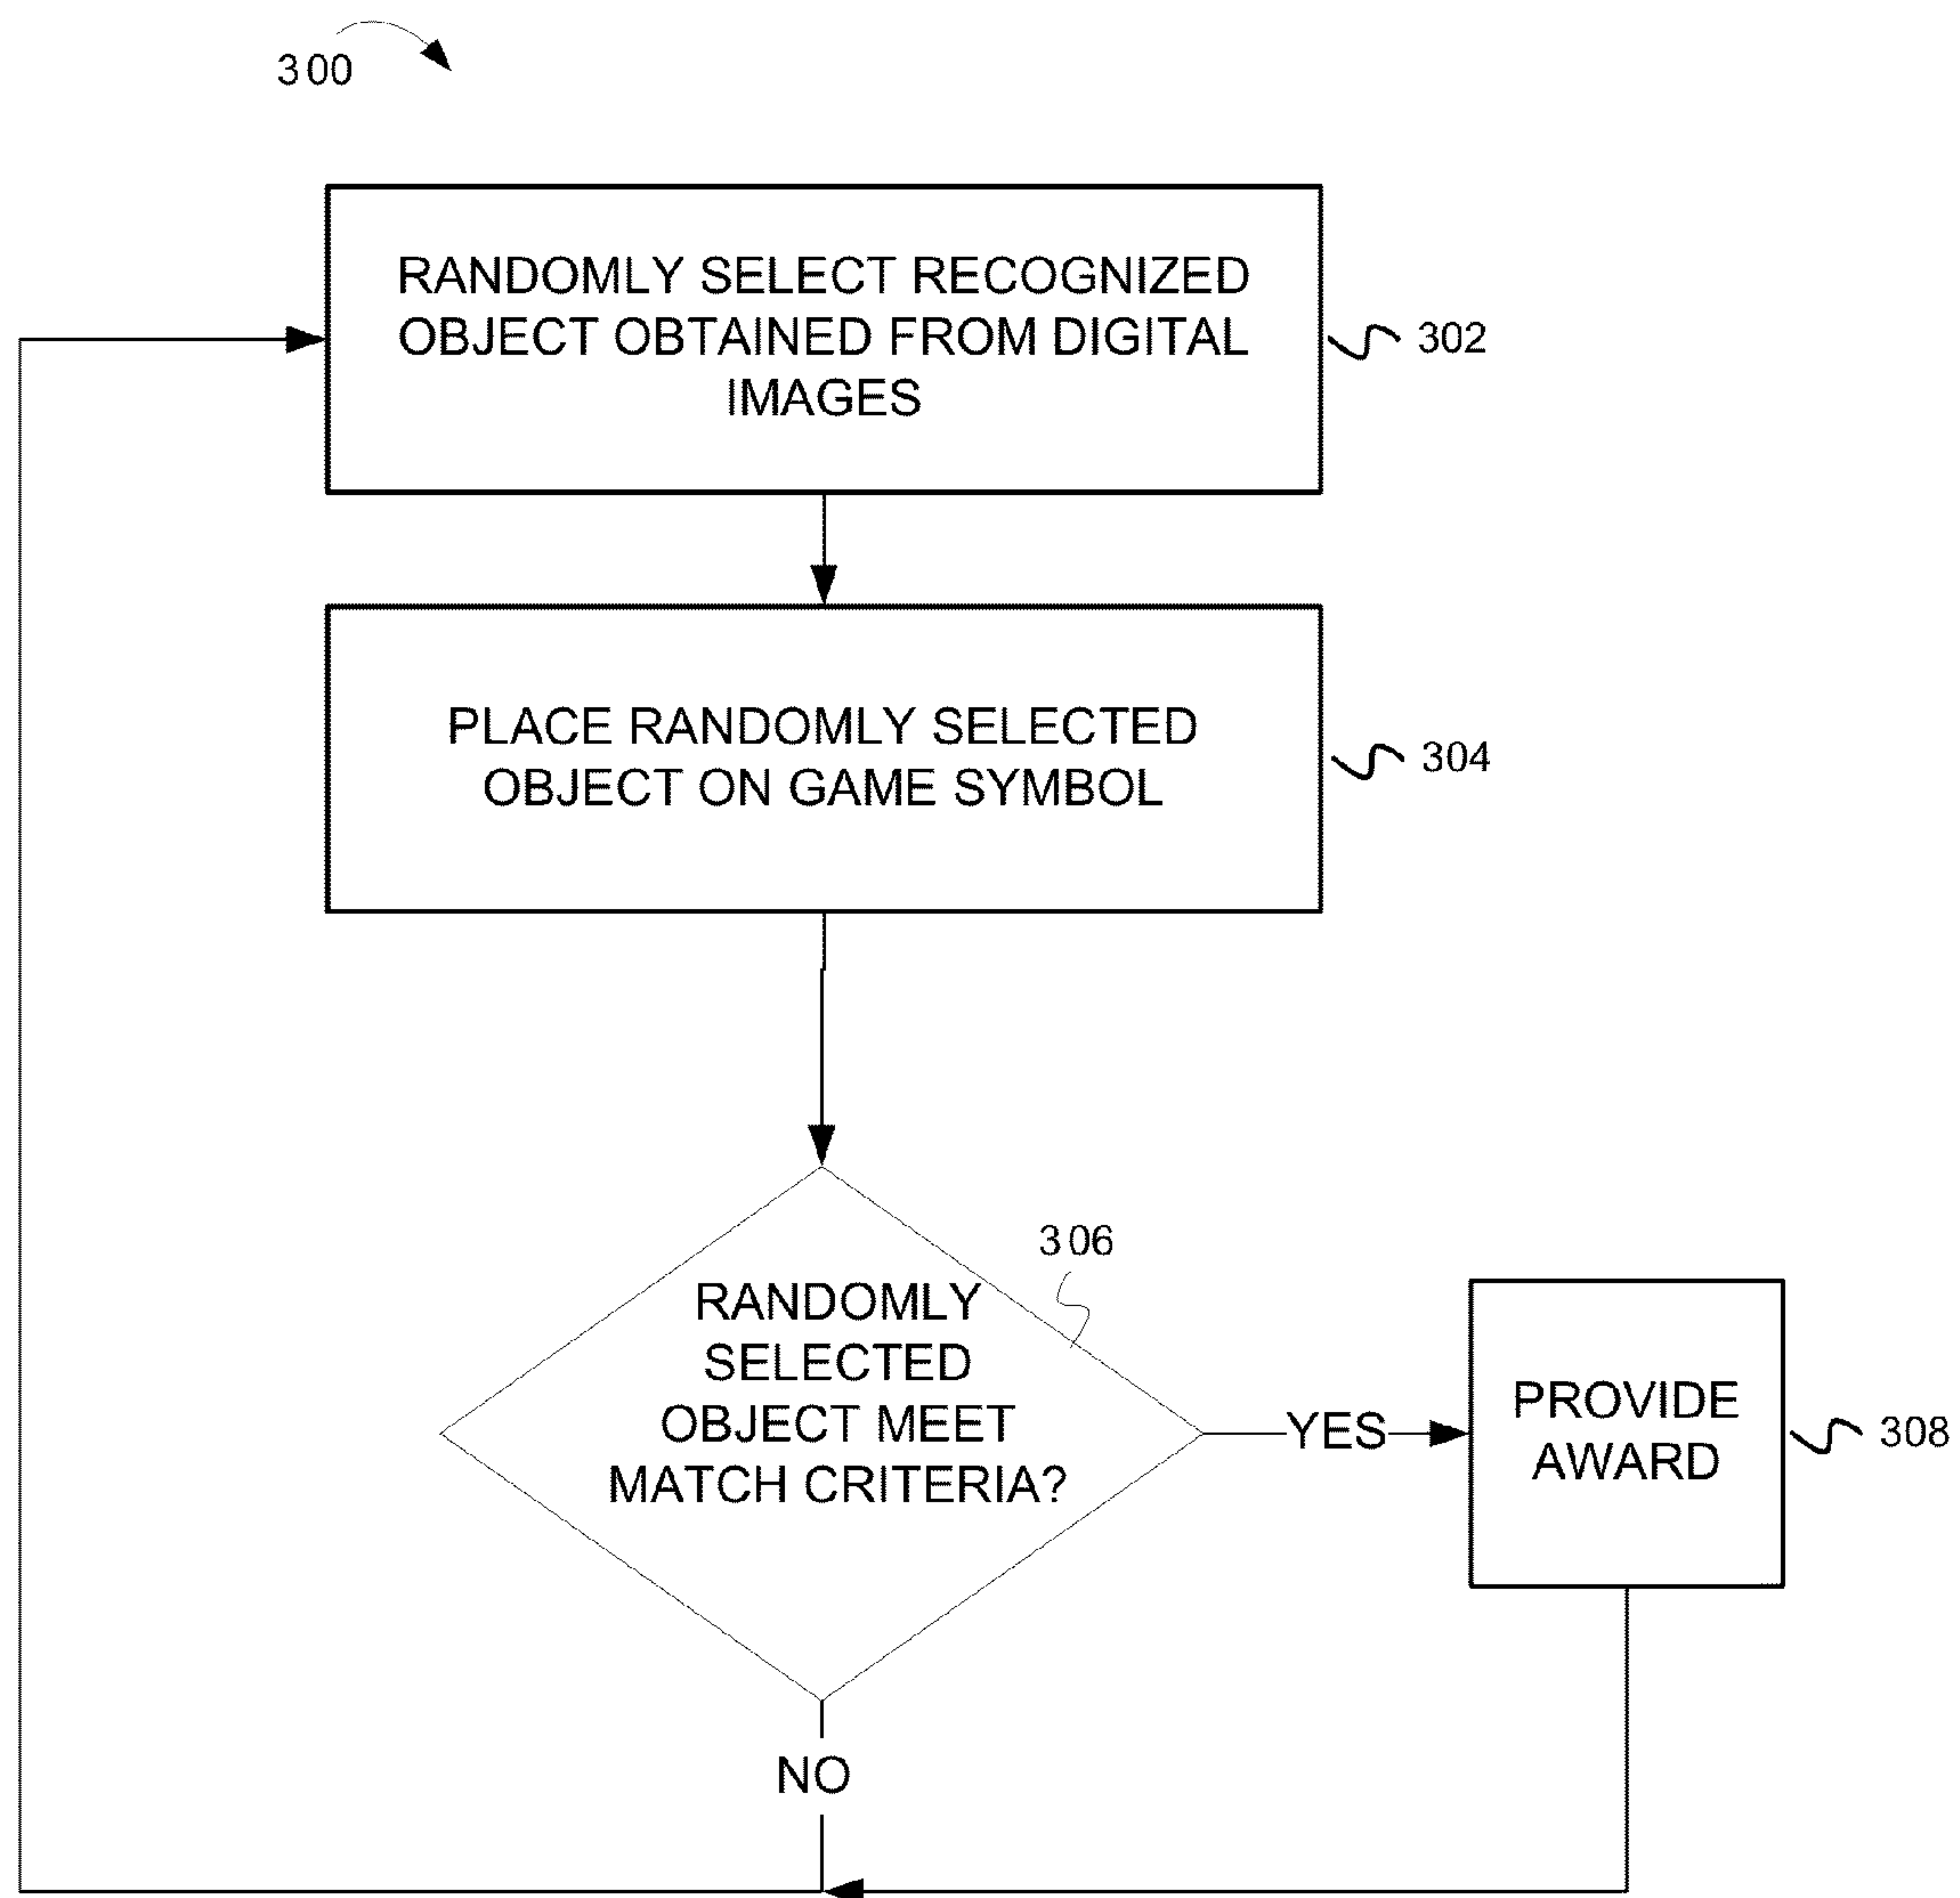 300
RANDOMLY SELECT RECOGNIZED
OBJECT OBTAINED FROM DIGITAL
IMAGES
302
PLACE RANDOMLY SELECTED
OBJECT ON GAME SYMBOL
304
306
RANDOMLY
SELECTED
OBJECT MEET
MATCH CRITERIA?
YES
PROVIDE
AWARD
308
NO